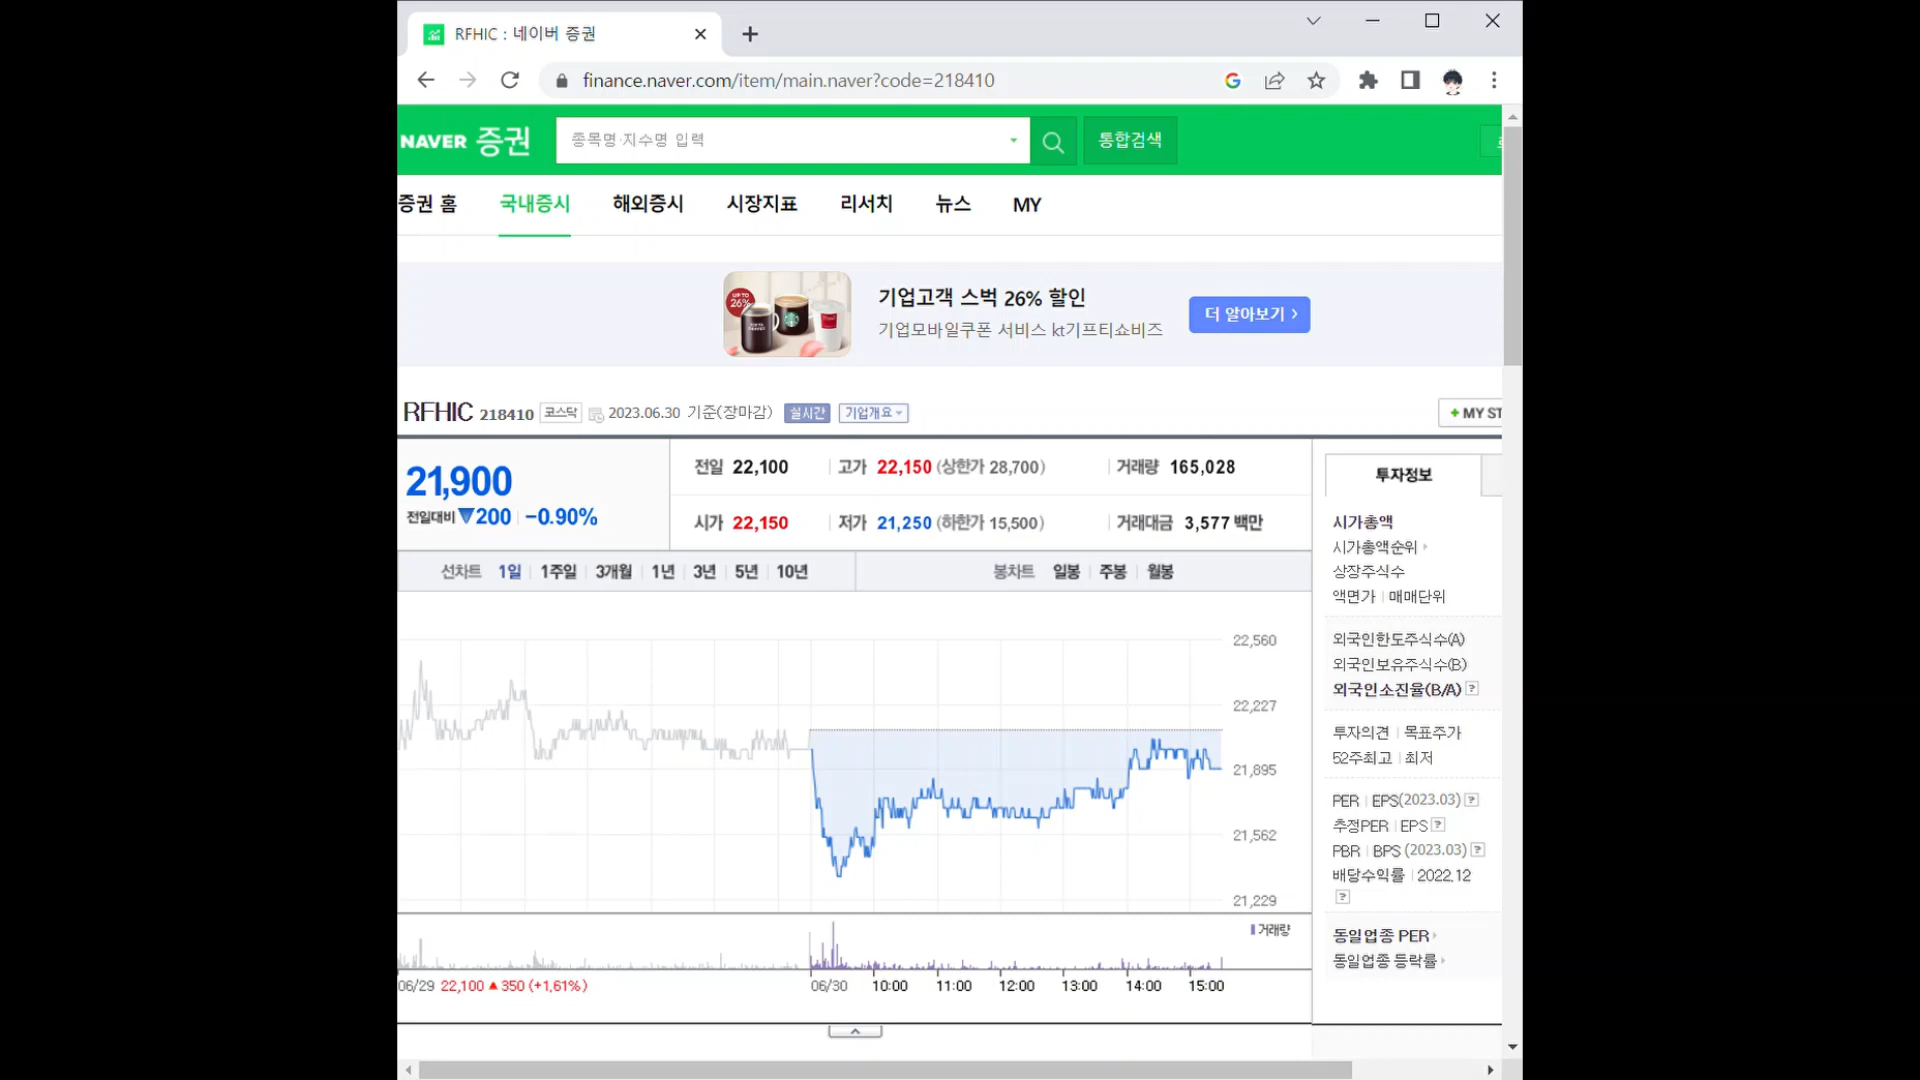 RFHIC : 네이버 증권
finance.naver.com/item/main.naver?code=218410
NAVER 증권
종목명·지수명 입력
통합검색
증권 홈 국내증시 해외증시 시장지표 리서치 뉴스 MY
UP TO 26%
기업고객 스벅 26% 할인
기업모바일쿠폰 서비스 kt기프티쇼비즈
더 알아보기 >
RFHIC 218410 코스닥 2023.06.30 기준(장마감) 실시간 기업개요
+ MY ST
21,900
전일대비 ▼200 -0.90%
전일 22,100 고가 22,150 (상한가 28,700) 거래량 165,028
시가 22,150 저가 21,250 (하한가 15,500) 거래대금 3,577 백만
선차트 1일 1주일 3개월 1년 3년 5년 10년 봉차트 일봉 주봉 월봉
22,560
22,227
21,895
21,562
21,229
거래량
06/29 22,100 ▲350 (+1,61%)
06/30 10:00 11:00 12:00 13:00 14:00 15:00
투자정보
시가총액
시가총액순위
상장주식수
액면가 | 매매단위
외국인한도주식수(A)
외국인보유주식수(B)
외국인소진율(B/A) ?
투자의견 | 목표주가
52주최고 | 최저
PER | EPS(2023.03) ?
추정PER | EPS ?
PBR | BPS (2023.03) ?
배당수익률 | 2022.12
?
동일업종 PER
동일업종 등락률